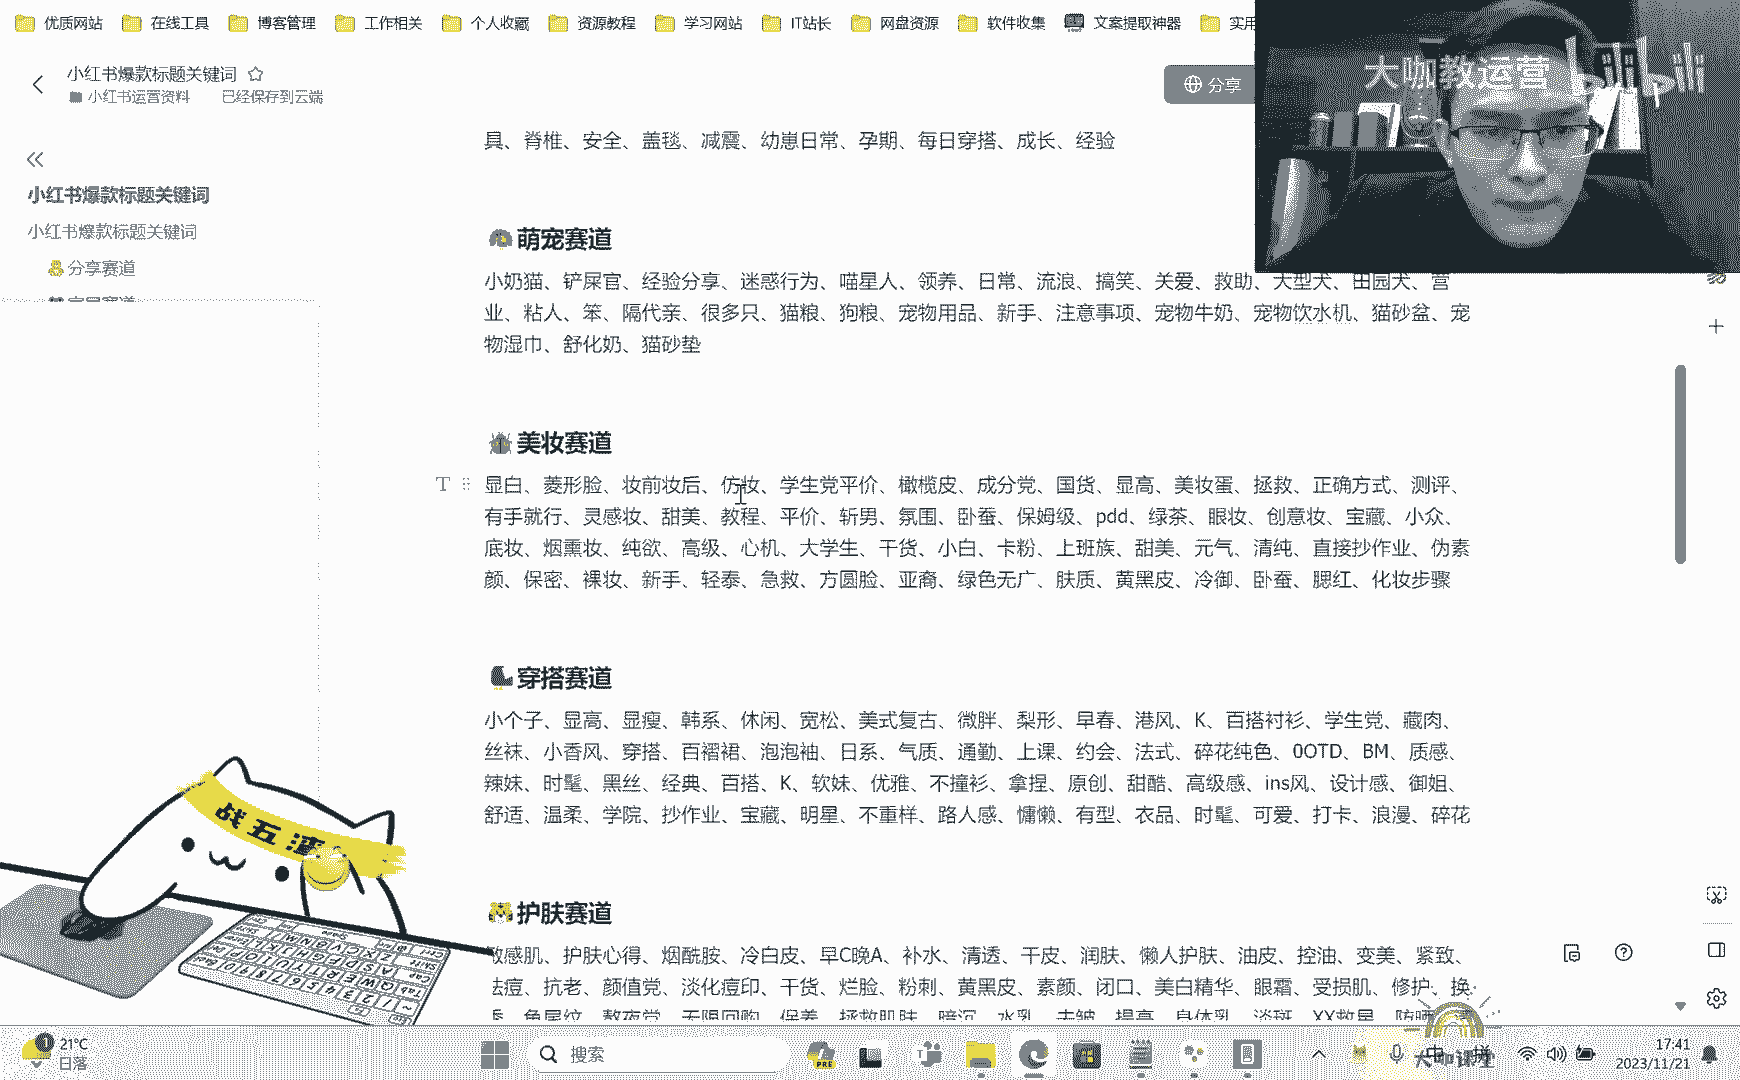 优质网站 在线工具 博客管理 工作相关 个人收藏 资源教程 学习网站 IT站长 网盘资源 软件收集 文案提取神器 实用
大咖教运营 bilibili
小红书爆款标题关键词
小红书运营资料 已经保存到云端
分享
小红书爆款标题关键词
小红书爆款标题关键词
分享赛道
具、脊椎、安全、盖毯、减震、幼崽日常、孕期、每日穿搭、成长、经验
萌宠赛道
小奶猫、铲屎官、经验分享、迷惑行为、喵星人、领养、日常、流浪、搞笑、关爱、救助、大型犬、田园犬、营
业、粘人、笨、隔代亲、很多只、猫粮、狗粮、宠物用品、新手、注意事项、宠物牛奶、宠物饮水机、猫砂盆、宠
物湿巾、舒化奶、猫砂垫
美妆赛道
显白、菱形脸、妆前妆后、仿妆、学生党平价、橄榄皮、成分党、国货、显高、美妆蛋、拯救、正确方式、测评、
有手就行、灵感妆、甜美、教程、平价、斩男、氛围、卧蚕、保姆级、pdd、绿茶、眼妆、创意妆、宝藏、小众、
底妆、烟熏妆、纯欲、高级、心机、大学生、干货、小白、卡粉、上班族、甜美、元气、清纯、直接抄作业、伪素
颜、保密、裸妆、新手、轻泰、急救、方圆脸、亚裔、绿色无广、肤质、黄黑皮、冷御、卧蚕、腮红、化妆步骤
穿搭赛道
小个子、显高、显瘦、韩系、休闲、宽松、美式复古、微胖、梨形、早春、港风、K、百搭衬衫、学生党、藏肉、
丝袜、小香风、穿搭、百褶裙、泡泡袖、日系、气质、通勤、上课、约会、法式、碎花纯色、0OTD、BM、质感、
辣妹、时髦、黑丝、经典、百搭、K、软妹、优雅、不撞衫、拿捏、原创、甜酷、高级感、ins风、设计感、御姐、
舒适、温柔、学院、抄作业、宝藏、明星、不重样、路人感、慵懒、有型、衣品、时髦、可爱、打卡、浪漫、碎花
护肤赛道
敏感肌、护肤心得、烟酰胺、冷白皮、早C晚A、补水、清透、干皮、润肤、懒人护肤、油皮、控油、变美、紧致、
祛痘、抗老、颜值党、淡化痘印、干货、烂脸、粉刺、黄黑皮、素颜、闭口、美白精华、眼霜、受损肌、修护、换
战五渣
21°C
日落
搜索
PRE
中 拼
大咖课堂
17:41
2023/11/21